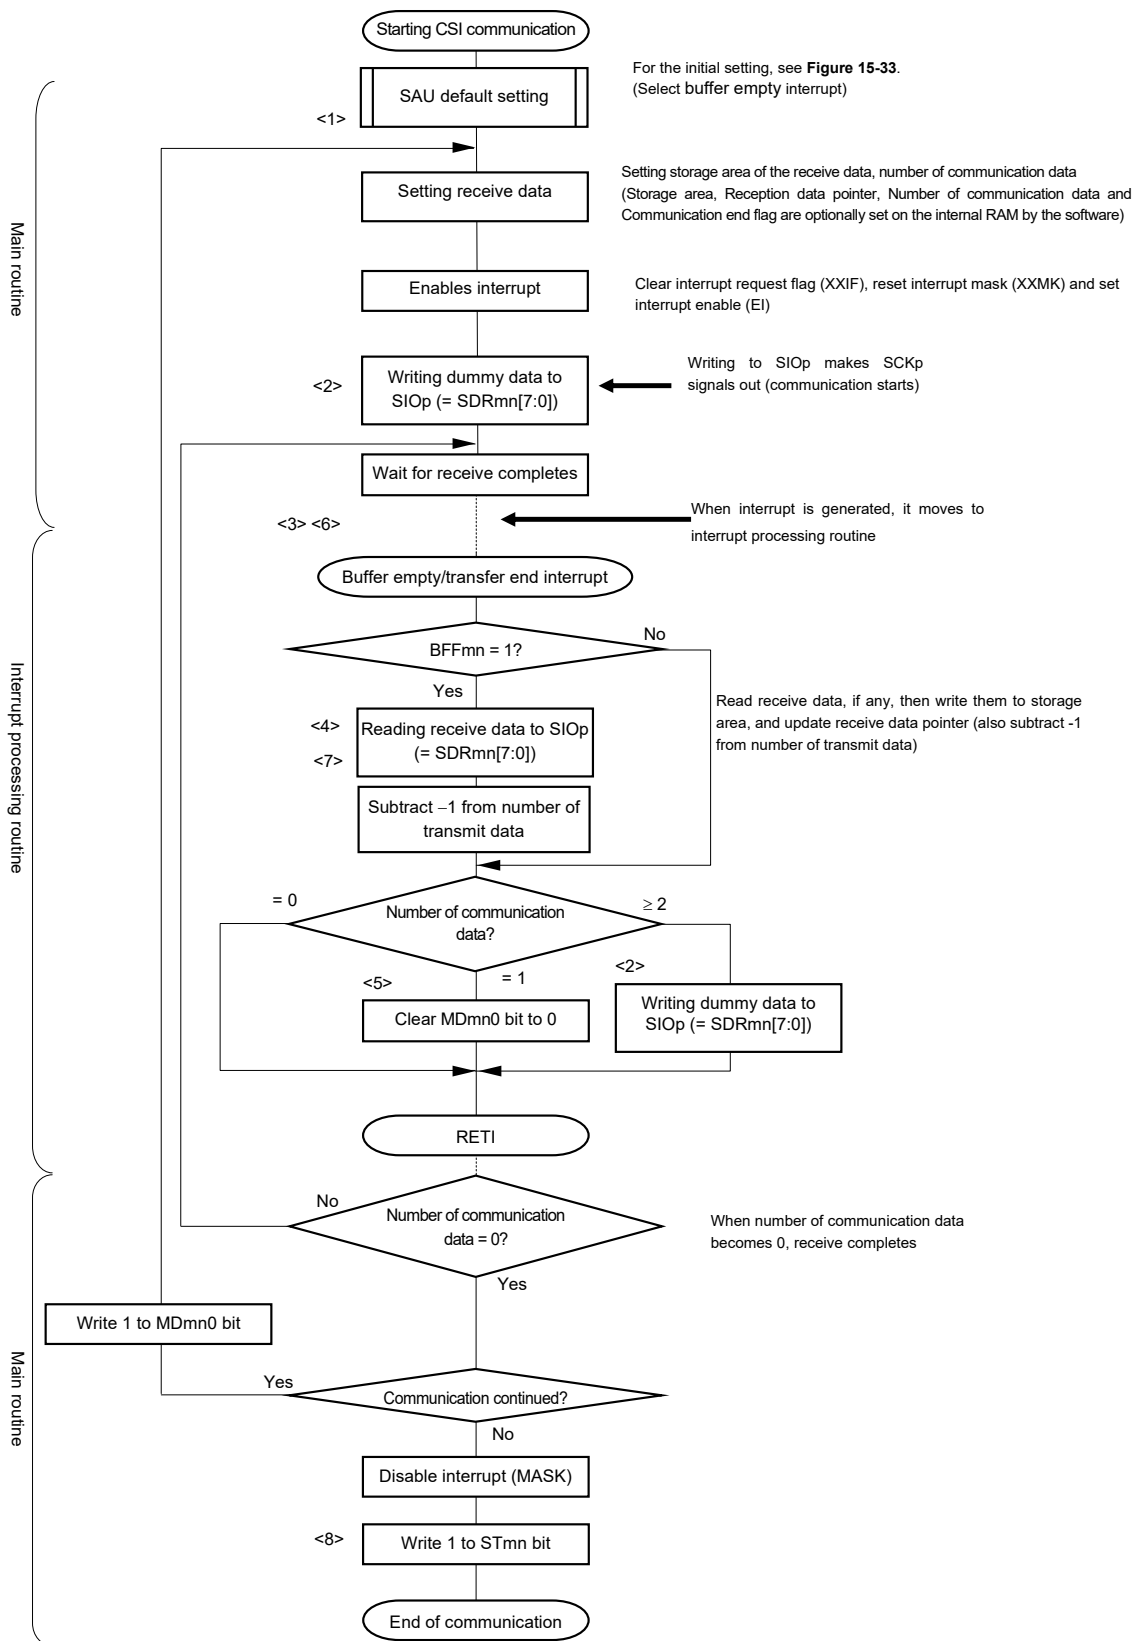 Starting CSI communication
For the initial setting, see Figure 15-33.
(Select buffer empty interrupt)
SAU default setting
<1>
Setting storage area of the receive data, number of communication data
(Storage area, Reception data pointer, Number of communication data and
Communication end flag are optionally set on the internal RAM by the software)
Setting receive data
Main routine
Enables interrupt
Clear interrupt request flag (XXIF), reset interrupt mask (XXMK) and set
interrupt enable (EI)
<2>
Writing dummy data to
SIOp (= SDRmn[7:0])
Writing to SIOp makes SCKp
signals out (communication starts)
Wait for receive completes
<3> <6>
When interrupt is generated, it moves to
interrupt processing routine
Buffer empty/transfer end interrupt
BFFmn = 1?
No
Yes
Interrupt processing routine
<4>
<7>
Reading receive data to SIOp
(= SDRmn[7:0])
Read receive data, if any, then write them to storage
area, and update receive data pointer (also subtract -1
from number of transmit data)
Subtract −1 from number of
transmit data
= 0
Number of communication
data?
≥ 2
= 1
<5>
Clear MDmn0 bit to 0
<2>
Writing dummy data to
SIOp (= SDRmn[7:0])
RETI
No
Number of communication
data = 0?
When number of communication data
becomes 0, receive completes
Yes
Write 1 to MDmn0 bit
Main routine
Yes
Communication continued?
No
Disable interrupt (MASK)
<8>
Write 1 to STmn bit
End of communication